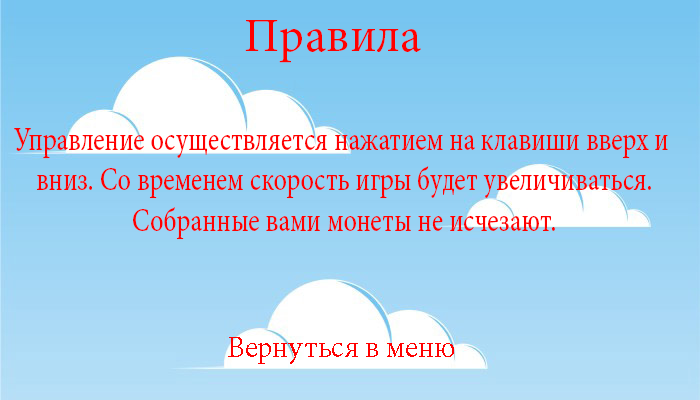 Правила
Управление осуществляется нажатием на клавиши вверх и
вниз. Со временем скорость игры будет увеличиваться.
Собранные вами монеты не исчезают.
Вернуться в меню